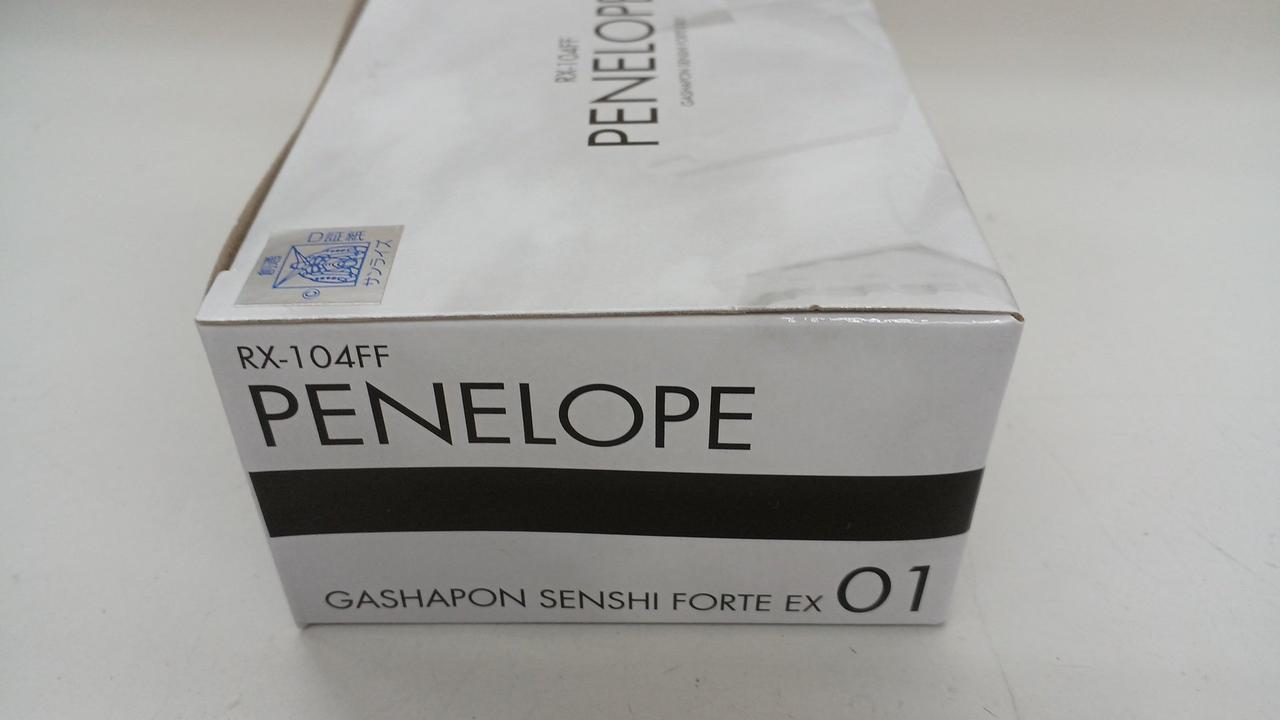 RX-104FF
PENELOPE
GASHAPON SENSHI FORTE EX
D証紙
創通
サンライズ
©
RX-104FF
PENELOPE
GASHAPON SENSHI FORTE EX 01